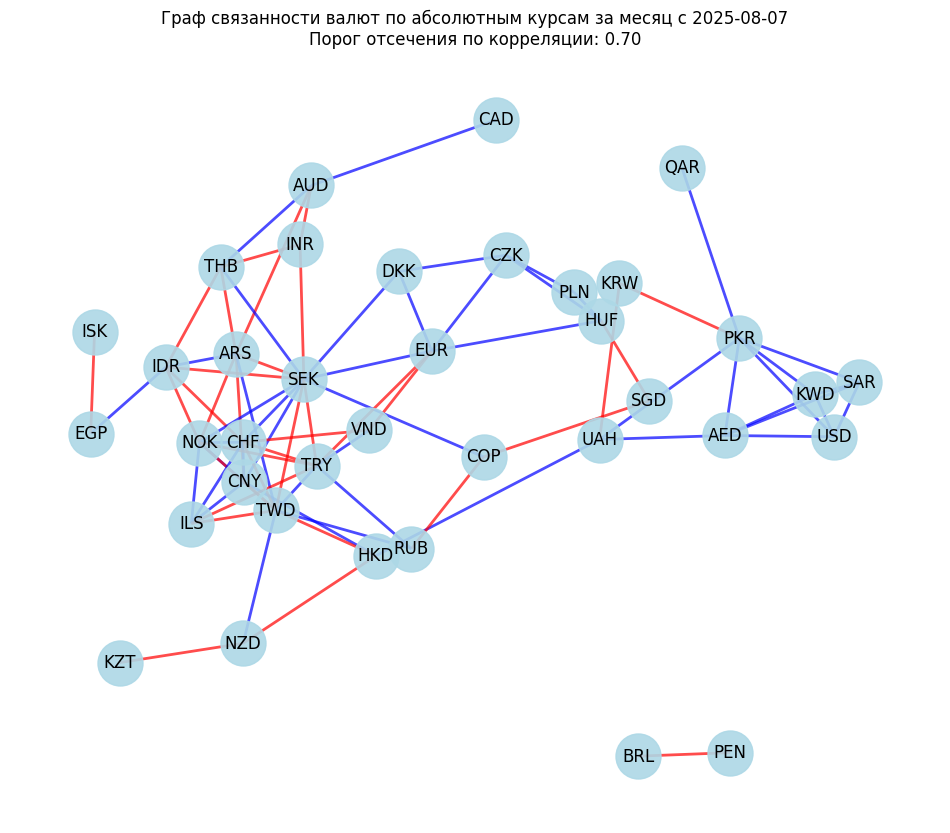 Граф связанности валют по абсолютным курсам за месяц с 2025-08-07
Порог отсечения по корреляции: 0.70
CAD
QAR
AUD
INR
CZK
THB
DKK
KRW
PLN
HUF
ISK
PKR
EUR
ARS
IDR
SEK
SAR
KWD
SGD
VND
EGP
AED
USD
UAH
NOK
CHF
COP
TRY
CNY
TWD
ILS
RUB
HKD
NZD
KZT
PEN
BRL